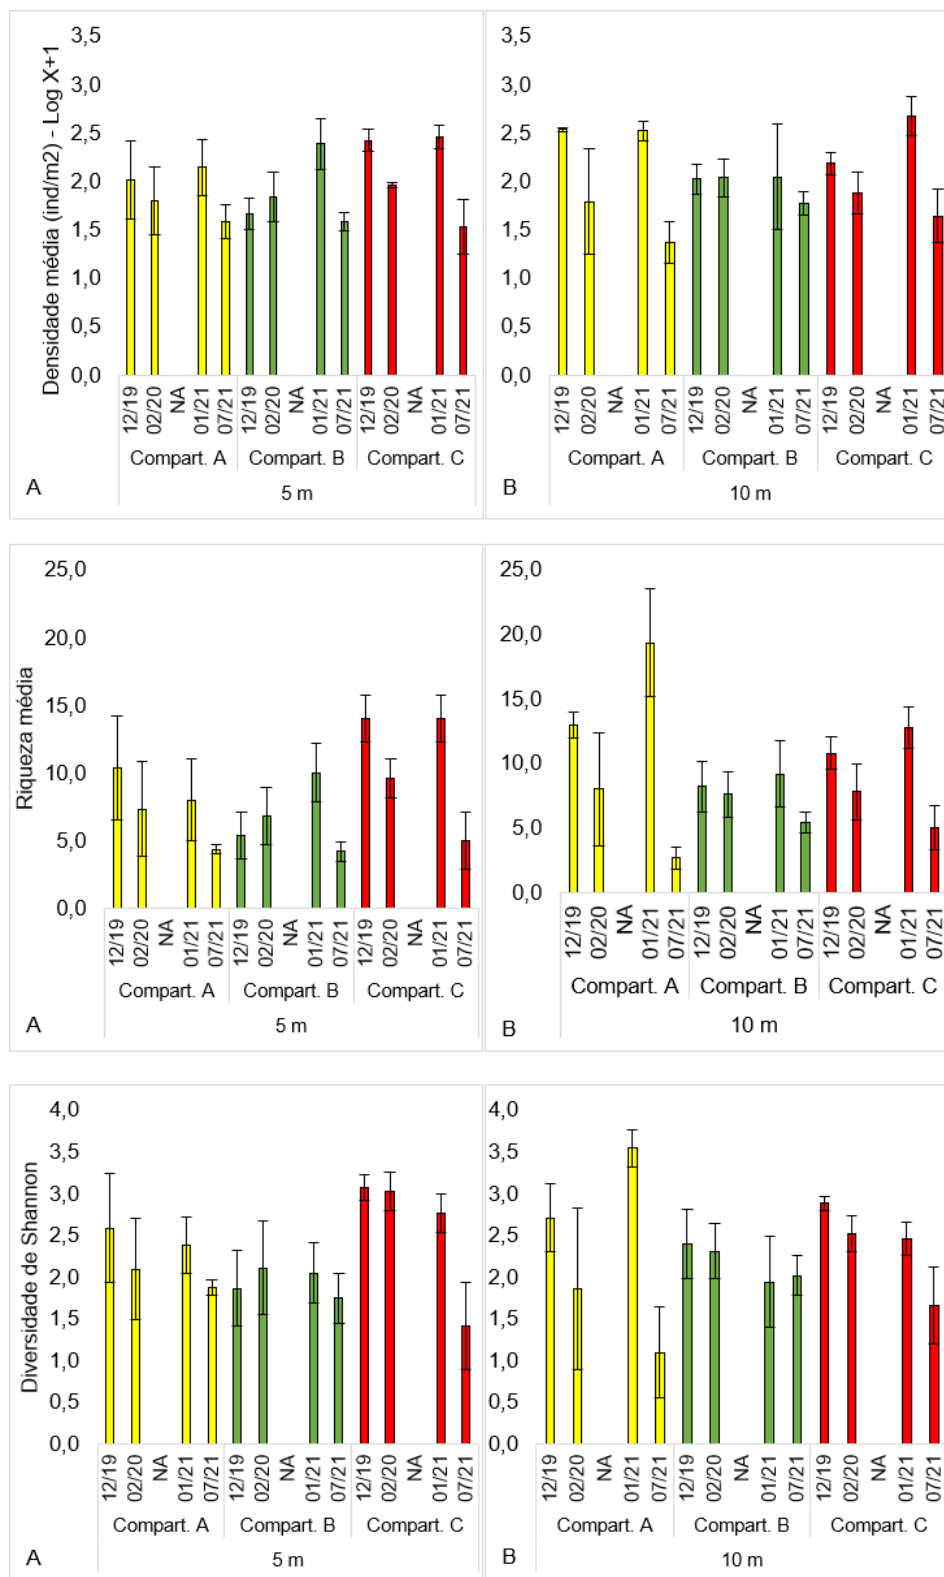 Densidade média (ind/m2) - Log X+1
3,5
3,0
2,5
2,0
1,5
1,0
0,5
0,0
12/19 02/20 NA 01/21 07/21 12/19 02/20 NA 01/21 07/21 12/19 02/20 NA 01/21 07/21
Compart. A Compart. B Compart. C
A 5 m
3,5
3,0
2,5
2,0
1,5
1,0
0,5
0,0
12/19 02/20 NA 01/21 07/21 12/19 02/20 NA 01/21 07/21 12/19 02/20 NA 01/21 07/21
Compart. A Compart. B Compart. C
B 10 m
Riqueza média
25,0
20,0
15,0
10,0
5,0
0,0
12/19 02/20 NA 01/21 07/21 12/19 02/20 NA 01/21 07/21 12/19 02/20 NA 01/21 07/21
Compart. A Compart. B Compart. C
A 5 m
25,0
20,0
15,0
10,0
5,0
0,0
12/19 02/20 NA 01/21 07/21 12/19 02/20 NA 01/21 07/21 12/19 02/20 NA 01/21 07/21
Compart. A Compart. B Compart. C
B 10 m
Diversidade de Shannon
4,0
3,5
3,0
2,5
2,0
1,5
1,0
0,5
0,0
12/19 02/20 NA 01/21 07/21 12/19 02/20 NA 01/21 07/21 12/19 02/20 NA 01/21 07/21
Compart. A Compart. B Compart. C
A 5 m
4,0
3,5
3,0
2,5
2,0
1,5
1,0
0,5
0,0
12/19 02/20 NA 01/21 07/21 12/19 02/20 NA 01/21 07/21 12/19 02/20 NA 01/21 07/21
Compart. A Compart. B Compart. C
B 10 m